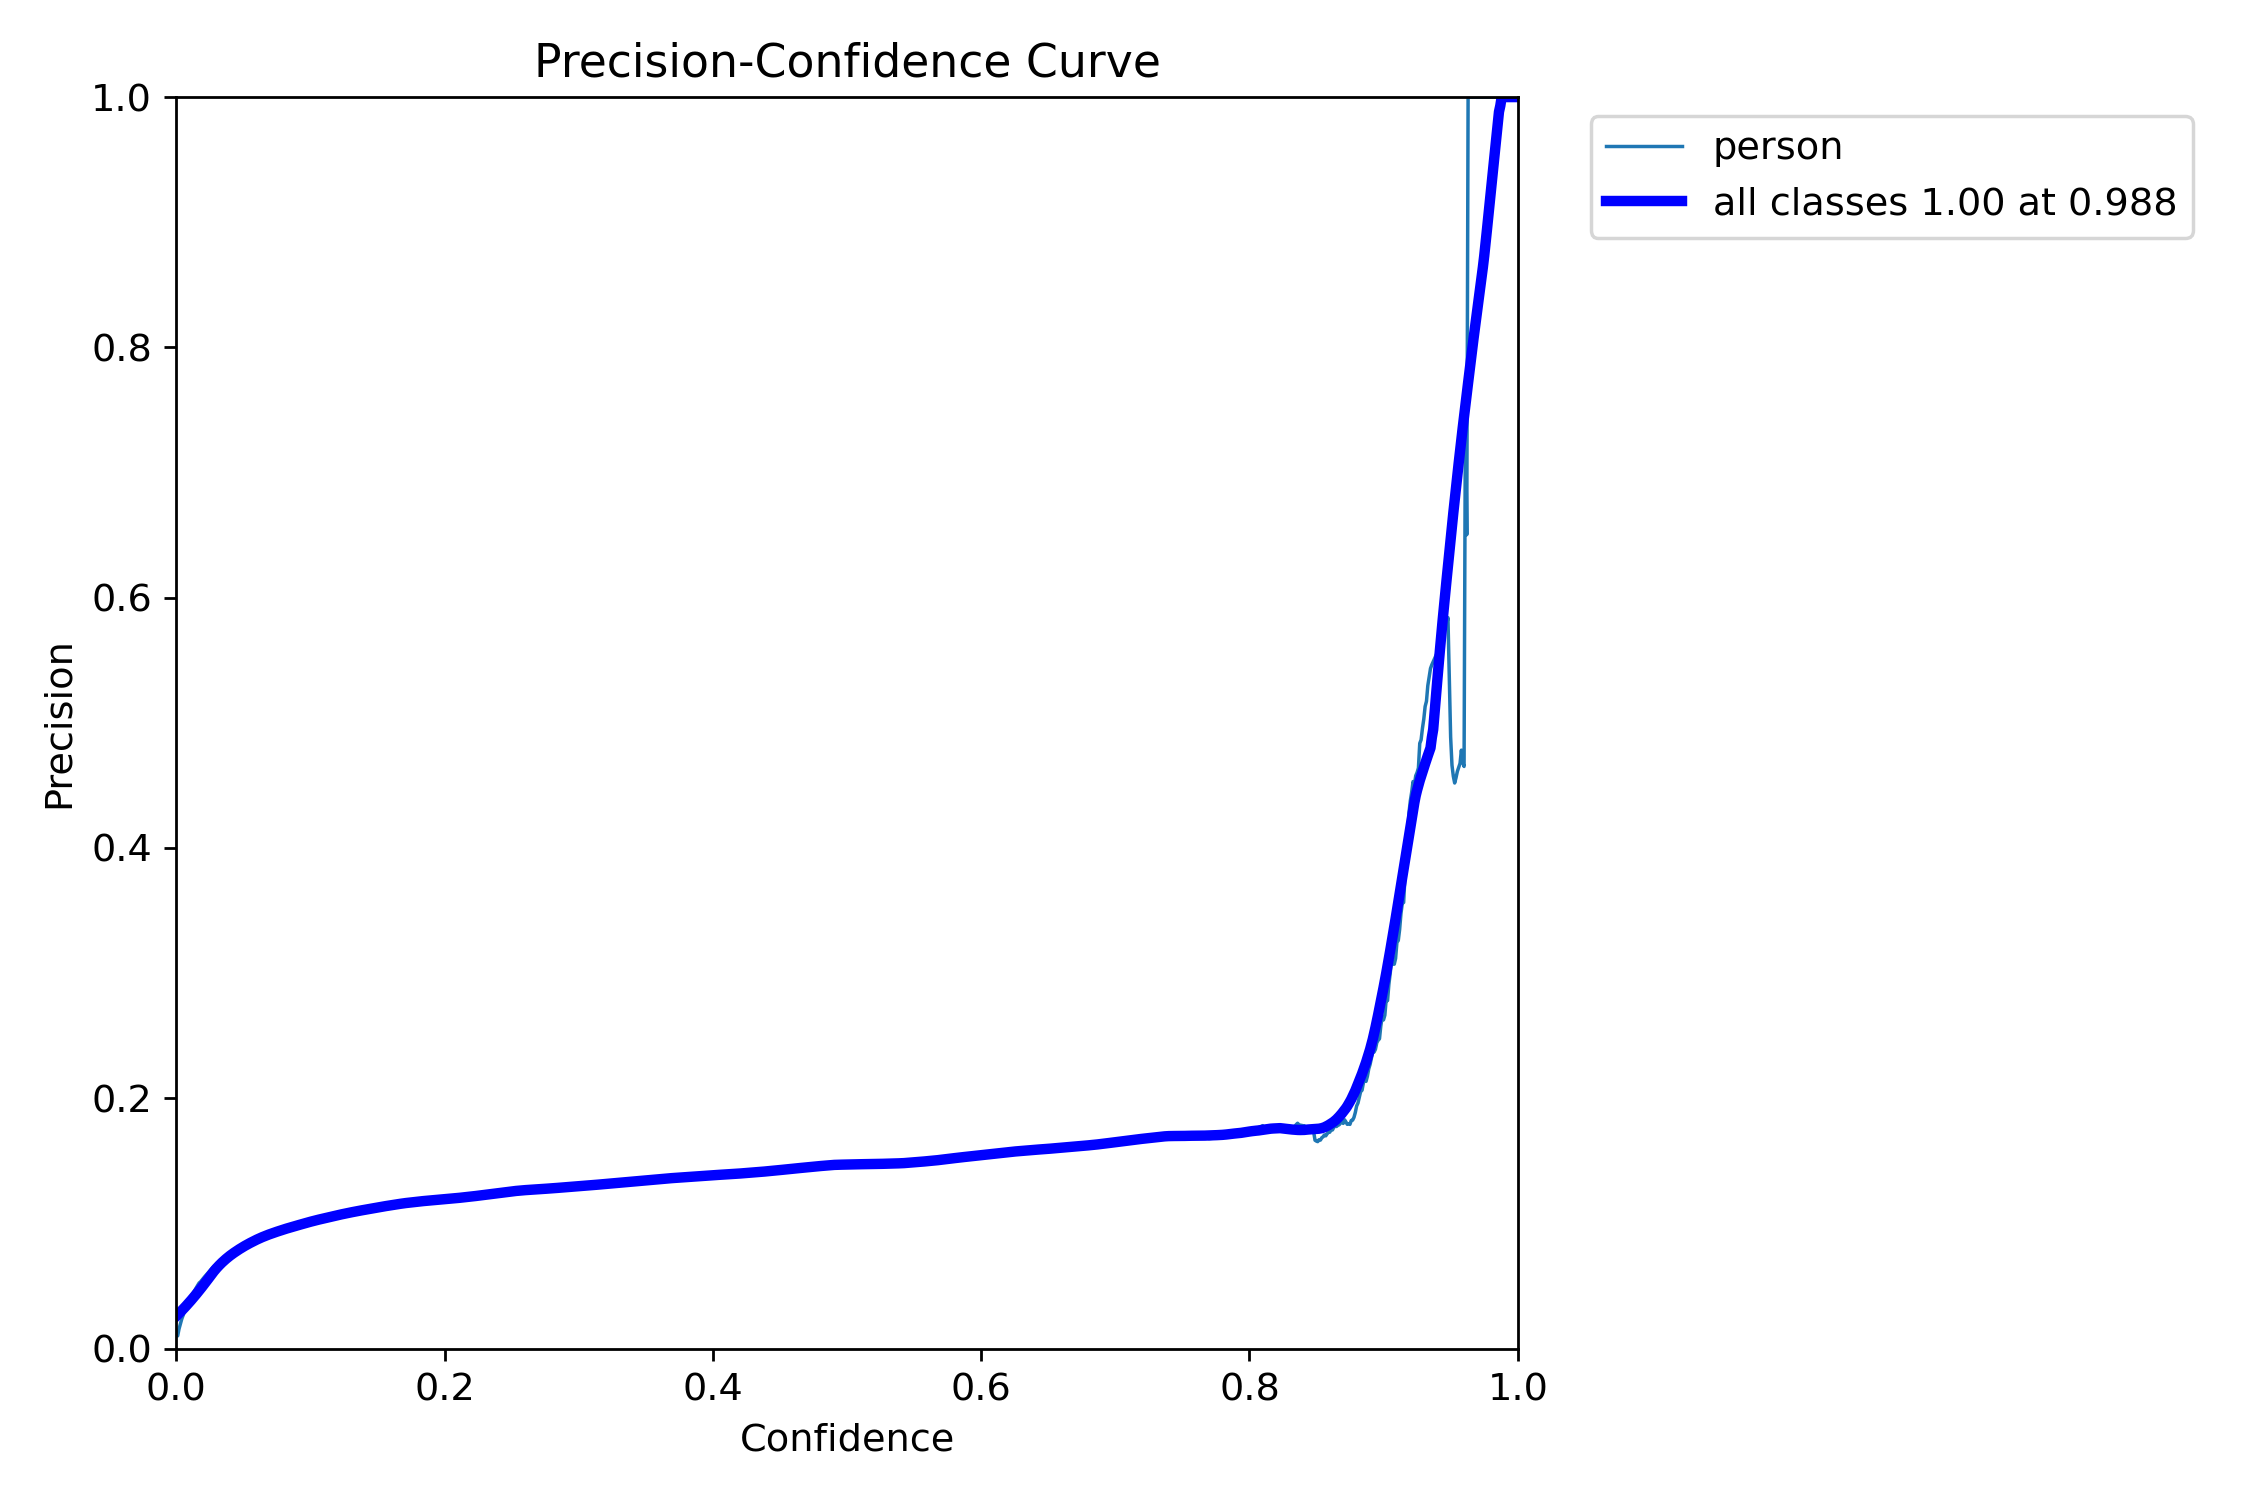 Precision-Confidence Curve
1.0
0.8
0.6
0.4
0.2
0.0
Precision
0.0 0.2 0.4 0.6 0.8 1.0
Confidence
person
all classes 1.00 at 0.988